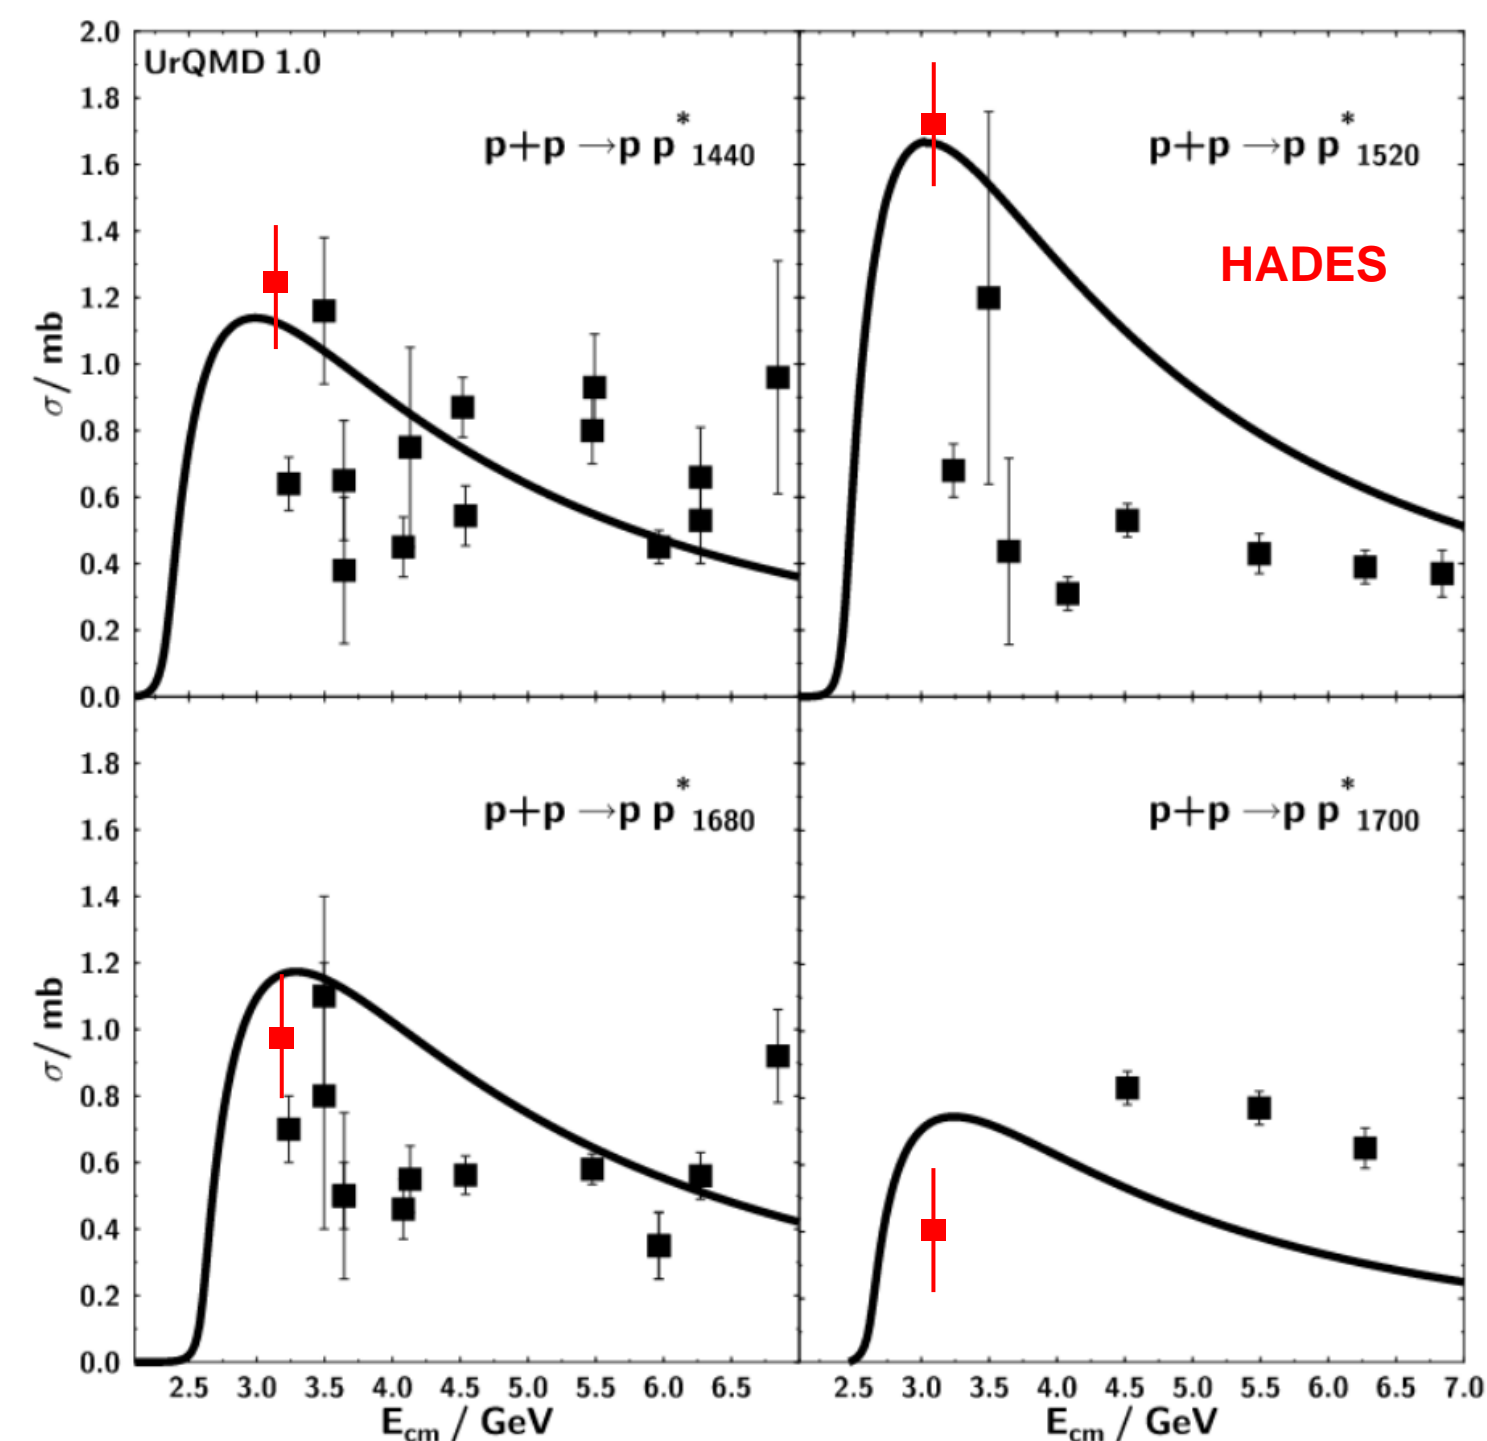 UrQMD 1.0
p+p →p p*1440
p+p →p p*1520
HADES
2.0
1.8
1.6
1.4
1.2
1.0
0.8
0.6
0.4
0.2
0.0
σ/ mb
p+p →p p*1680
p+p →p p*1700
1.8
1.6
1.4
1.2
1.0
0.8
0.6
0.4
0.2
0.0
σ/ mb
2.5 3.0 3.5 4.0 4.5 5.0 5.5 6.0 6.5
2.5 3.0 3.5 4.0 4.5 5.0 5.5 6.0 6.5 7.0
Ecm / GeV
Ecm / GeV